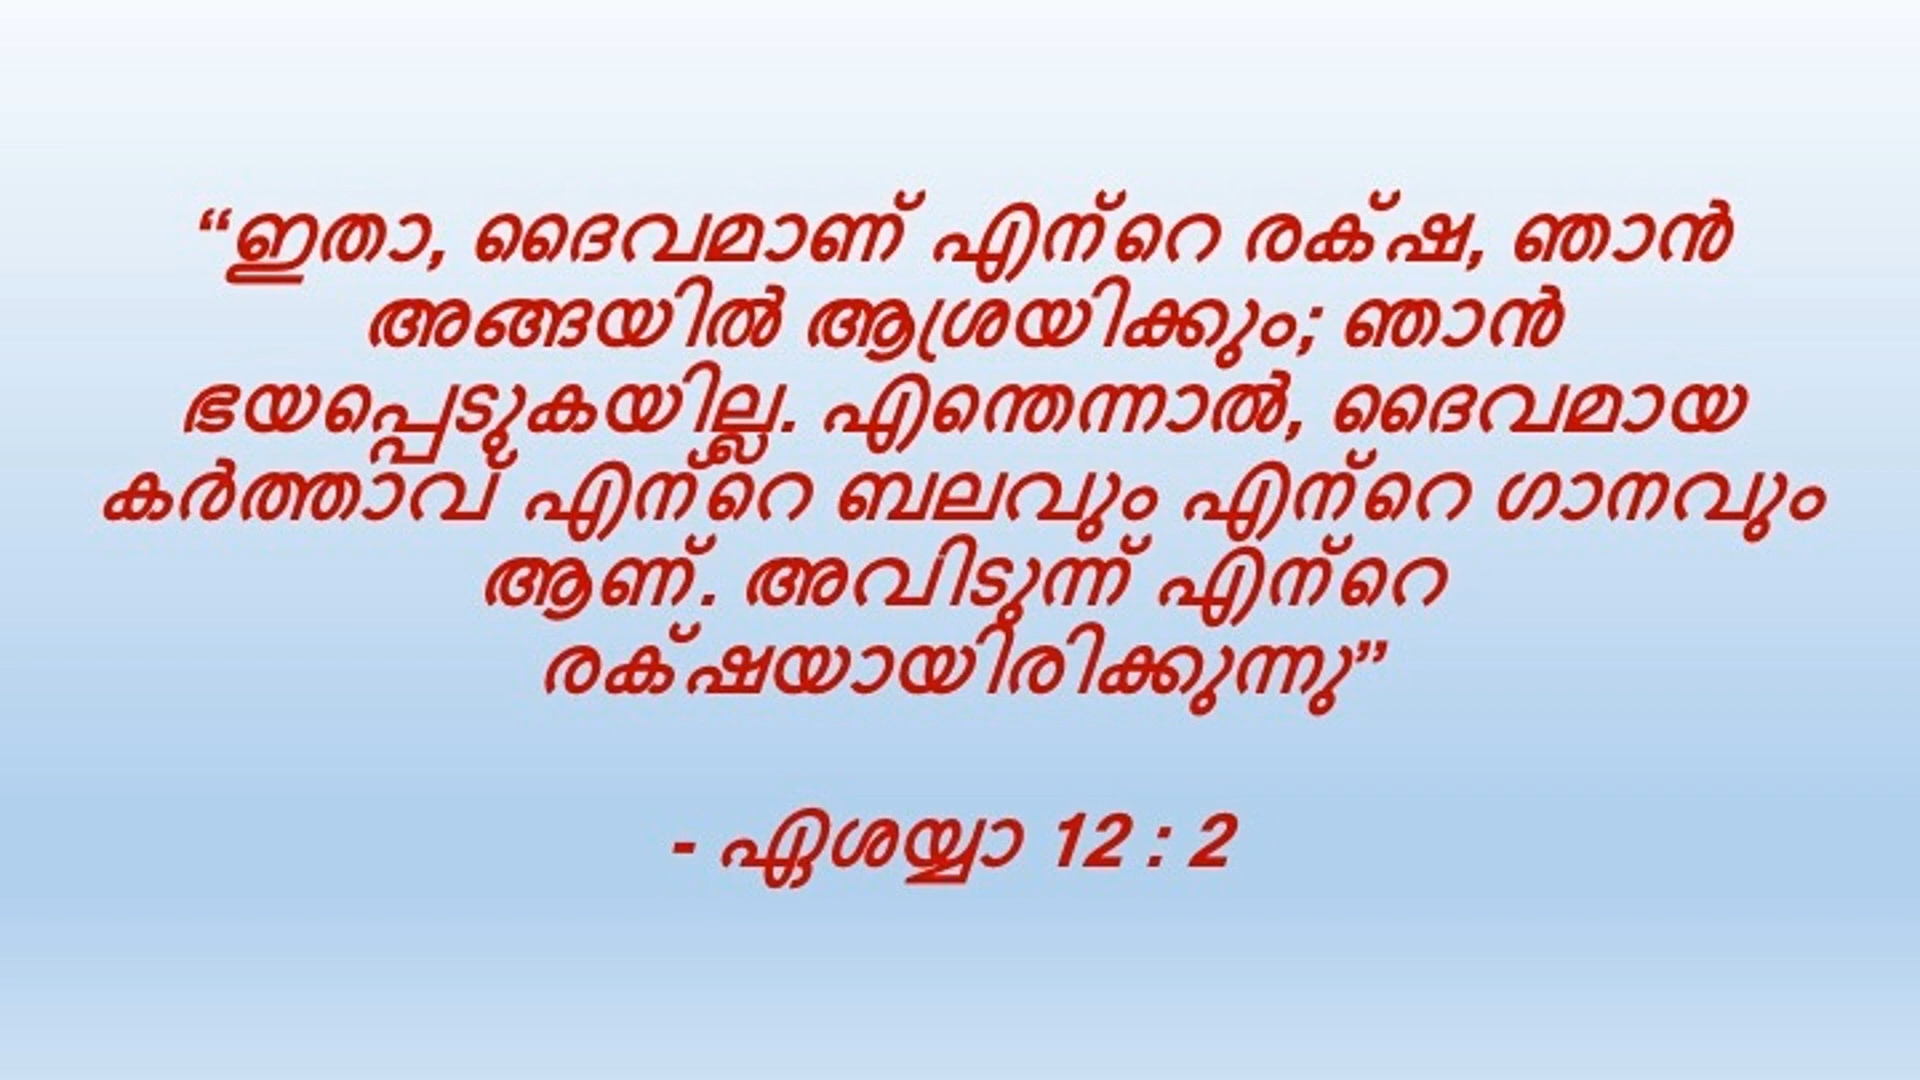 “ഇതാ, ദൈവമാണ് എന്‍റെ രക്‌ഷ, ഞാൻ
അങ്ങയിൽ ആശ്രയിക്കും; ഞാൻ
ഭയപ്പെടുകയില്ല. എന്തെന്നാൽ, ദൈവമായ
കർത്താവ് എന്‍റെ ബലവും എന്‍റെ ഗാനവും
ആണ്. അവിടുന്ന് എന്‍റെ
രക്‌ഷയായിരിക്കുന്നു”
- ഏശയ്യാ 12 : 2